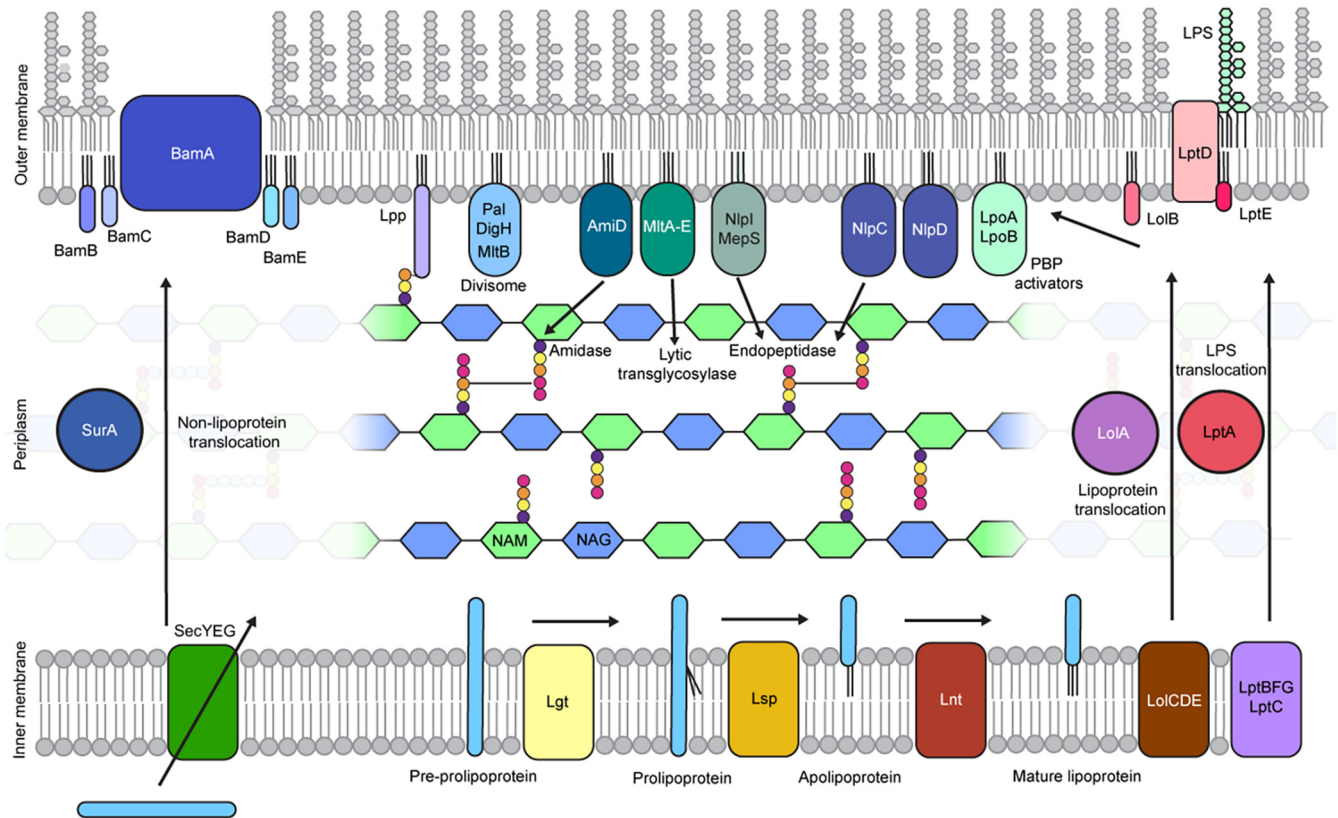 LPS
Outer membrane
BamA
LptD
BamB
BamC
BamD
BamE
Lpp
Pal
DigH
MltB
Divisome
AmiD
MltA-E
NlpI
MepS
NlpC
NlpD
LpoA
LpoB
PBP
activators
LolB
LptE
Amidase
Lytic
transglycosylase
Endopeptidase
LPS
translocation
Periplasm
SurA
Non-lipoprotein
translocation
LolA
LptA
Lipoprotein
translocation
NAM
NAG
SecYEG
Inner membrane
Lgt
Lsp
Lnt
LolCDE
LptBFG
LptC
Pre-prolipoprotein
Prolipoprotein
Apolipoprotein
Mature lipoprotein